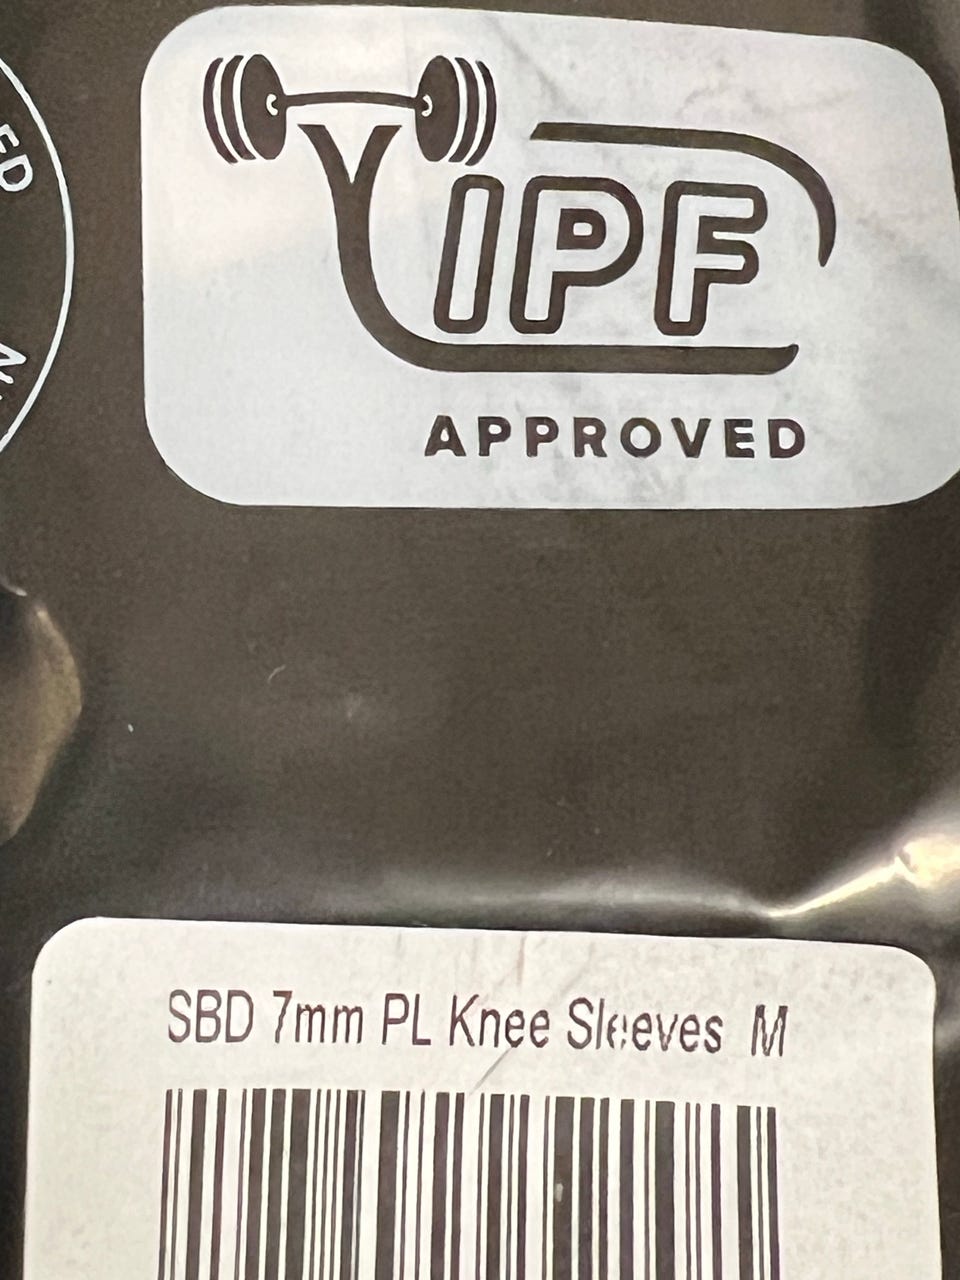 IPF
APPROVED
SBD 7mm PL Knee Sleeves M